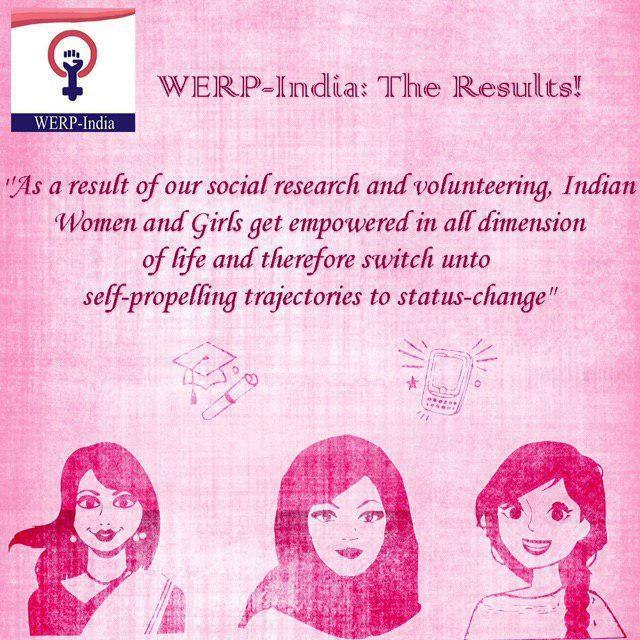 WERP-India
WERP-India: The Results!
"As a result of our social research and volunteering, Indian
Women and Girls get empowered in all dimension
of life and therefore switch unto
self-propelling trajectories to status-change"